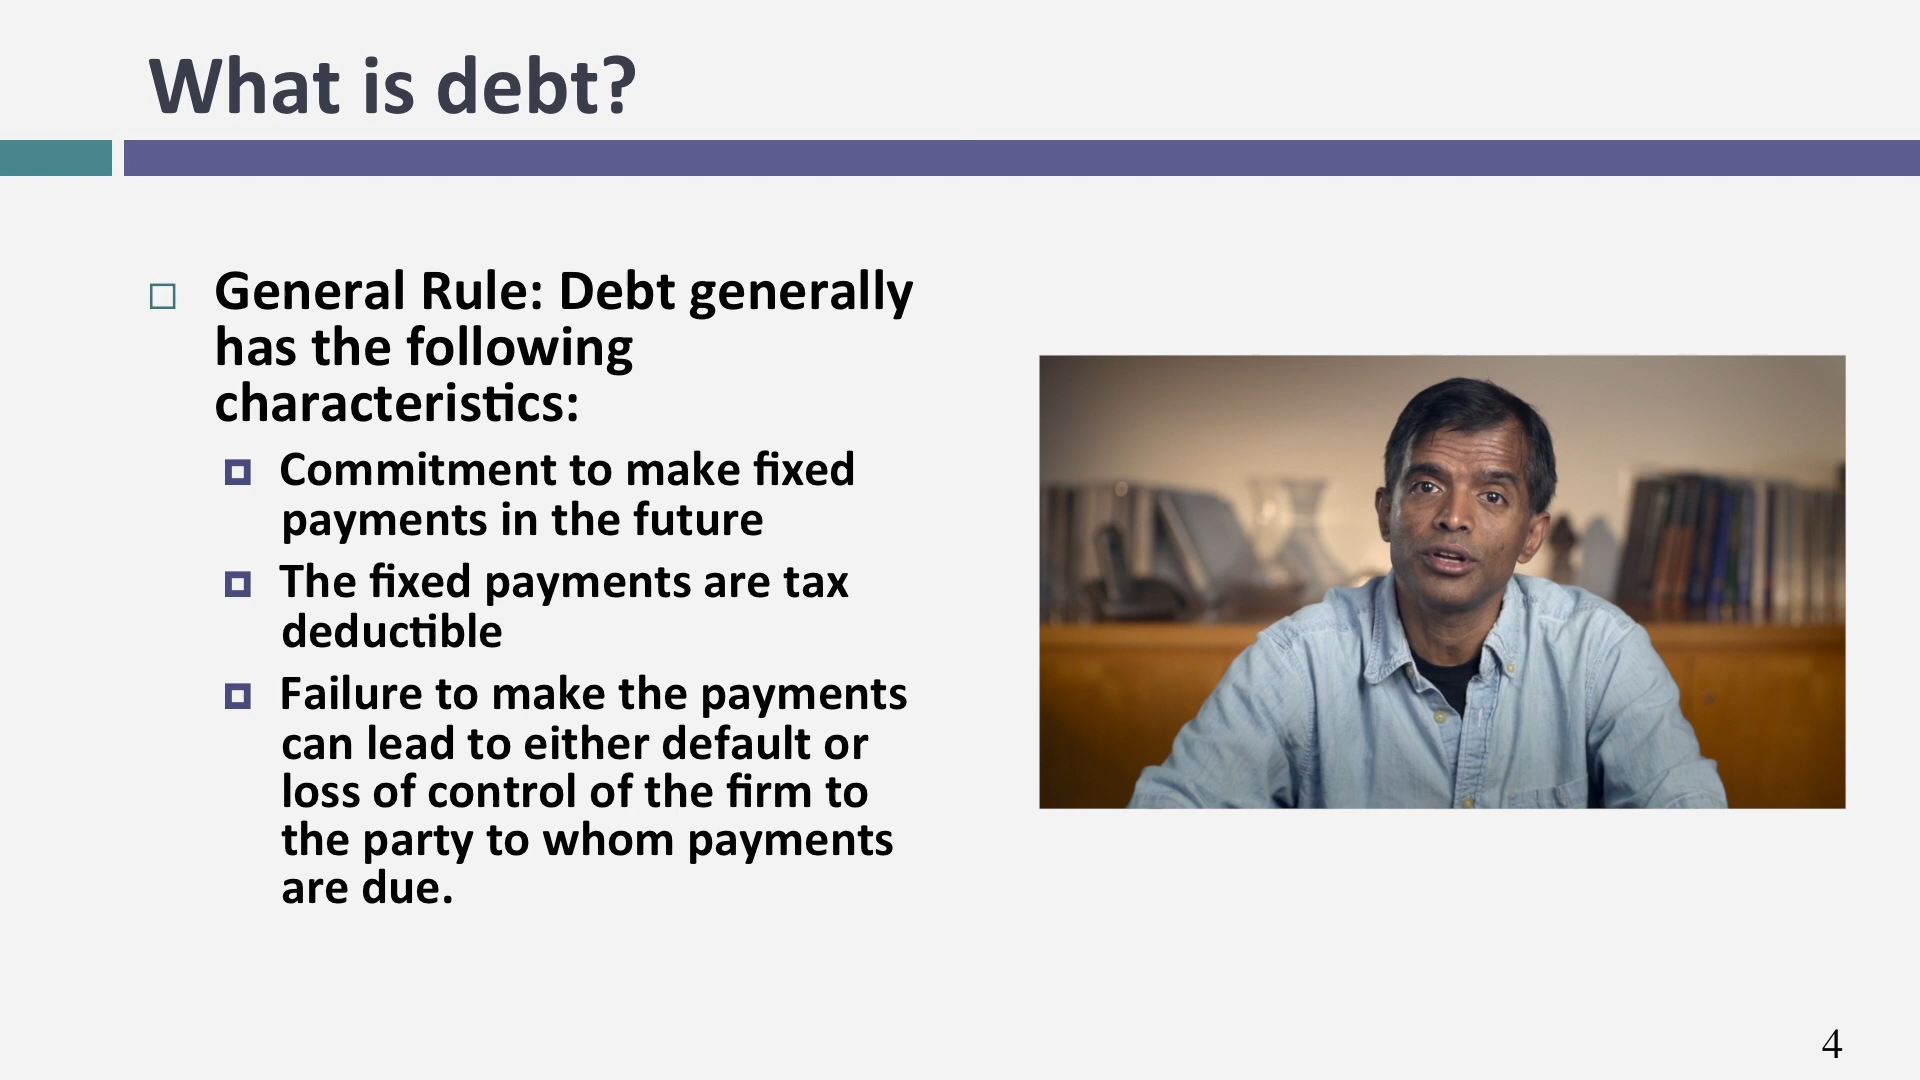 What is debt?
General Rule: Debt generally
has the following
characteristics:
Commitment to make fixed
payments in the future
The fixed payments are tax
deductible
Failure to make the payments
can lead to either default or
loss of control of the firm to
the party to whom payments
are due.
4